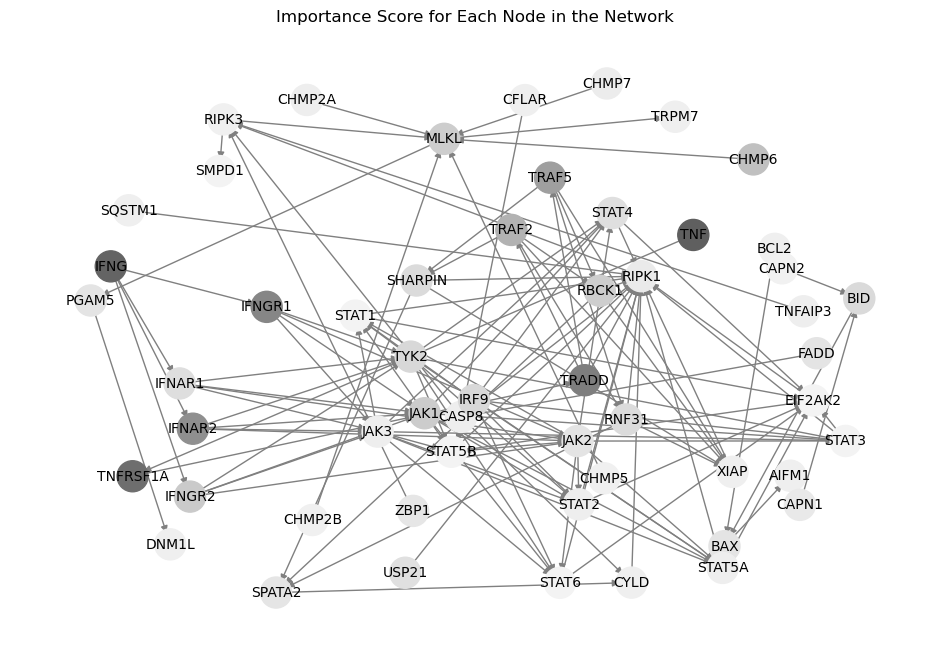 Importance Score for Each Node in the Network
CHMP7
CHMP2A
CFLAR
TRPM7
RIPK3
MLKL
CHMP6
SMPD1
TRAF5
SQSTM1
STAT4
TRAF2
TNF
BCL2
IFNG
CAPN2
SHARPIN
RIPK1
RBCK1
PGAM5
BID
IFNGR1
TNFAIP3
STAT1
TYK2
FADD
IFNAR1
TRADD
IRF9
EIF2AK2
JAK1
CASP8
RNF31
IFNAR2
JAK3
JAK2
STAT3
STAT5B
TNFRSF1A
XIAP
AIFM1
CHMP5
IFNGR2
STAT2
CAPN1
ZBP1
CHMP2B
DNM1L
BAX
STAT5A
USP21
SPATA2
STAT6
CYLD